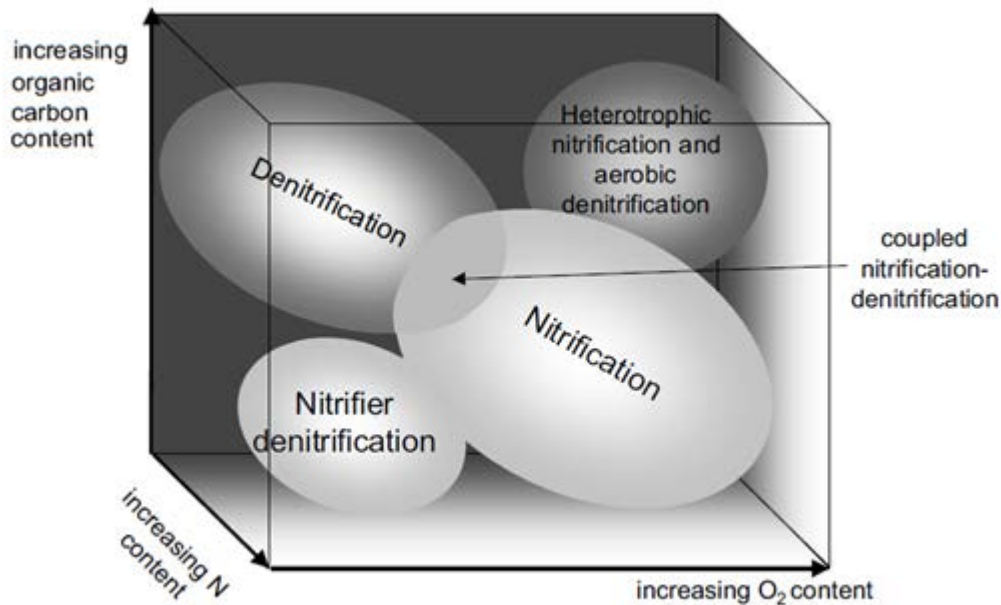 increasing
organic
carbon
content
Denitrification
Heterotrophic
nitrification and
aerobic
denitrification
coupled
nitrification-
denitrification
Nitrification
Nitrifier
denitrification
increasing N
content
increasing O₂ content